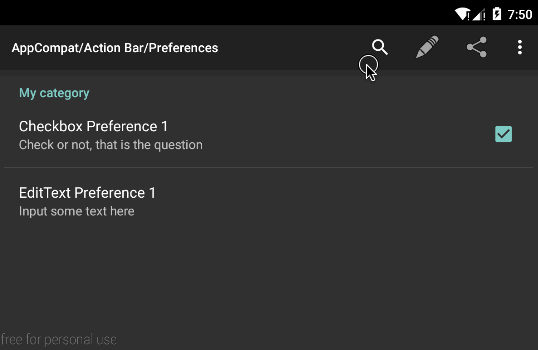 7:50
AppCompat/Action Bar/Preferences
My category
Checkbox Preference 1
Check or not, that is the question
EditText Preference 1
Input some text here
free for personal use